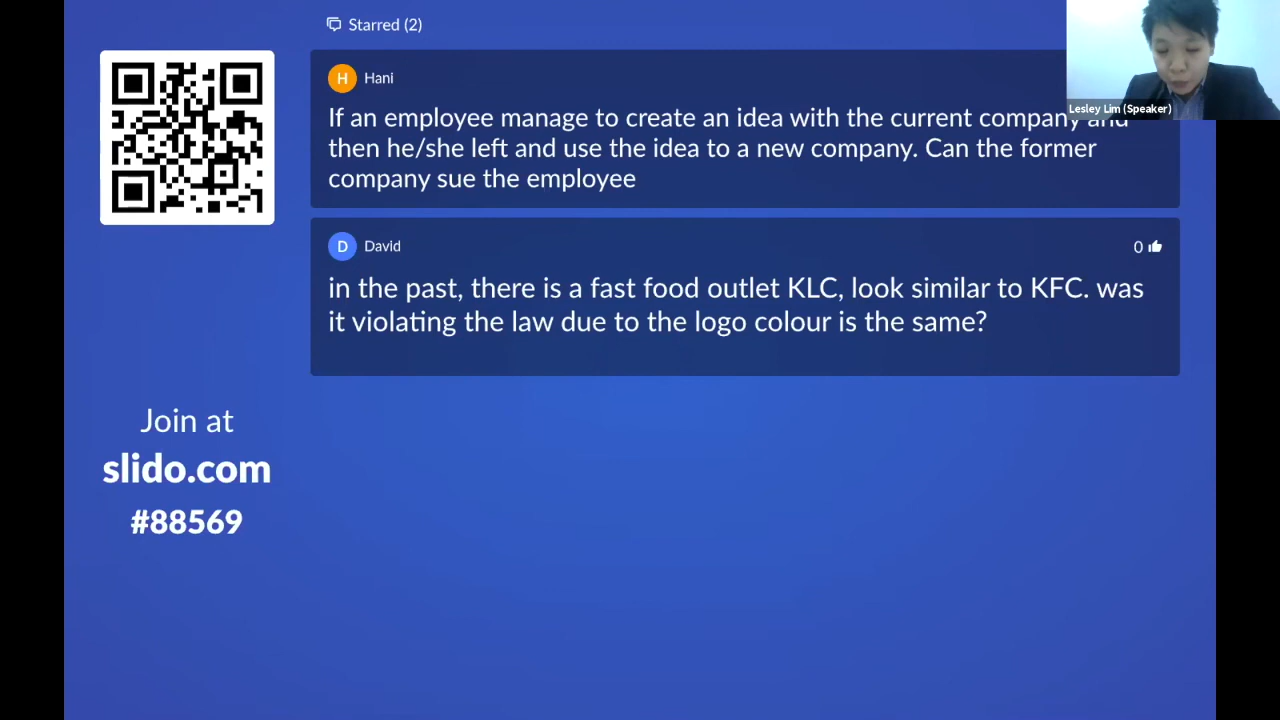 Starred (2)
H Hani
If an employee manage to create an idea with the current company and
then he/she left and use the idea to a new company. Can the former
company sue the employee
Lesley Lim (Speaker)
D David
0
in the past, there is a fast food outlet KLC, look similar to KFC. was
it violating the law due to the logo colour is the same?
Join at
slido.com
#88569